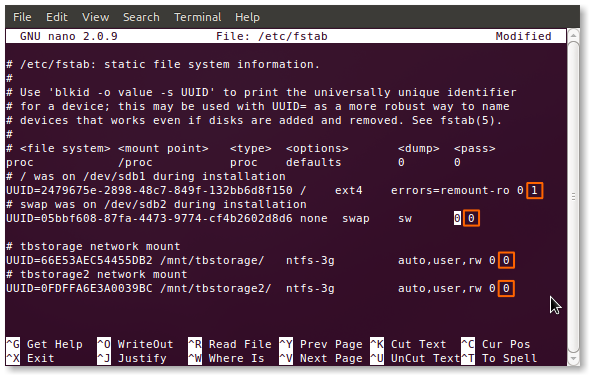 File Edit View Search Terminal Help
GNU nano 2.0.9 File: /etc/fstab Modified
# /etc/fstab: static file system information.
#
# Use 'blkid -o value -s UUID' to print the universally unique identifier
# for a device; this may be used with UUID= as a more robust way to name
# devices that works even if disks are added and removed. See fstab(5).
#
# <file system> <mount point> <type> <options> <dump> <pass>
proc /proc proc defaults 0 0
# / was on /dev/sdb1 during installation
UUID=2479675e-2898-48c7-849f-132bb6d8f150 / ext4 errors=remount-ro 0 1
# swap was on /dev/sdb2 during installation
UUID=05bbf608-87fa-4473-9774-cf4b2602d8d6 none swap sw 0 0
# tbstorage network mount
UUID=66E53AEC54455DB2 /mnt/tbstorage/ ntfs-3g auto,user,rw 0 0
# tbstorage2 network mount
UUID=0FDFFA6E3A0039BC /mnt/tbstorage2/ ntfs-3g auto,user,rw 0 0
^G Get Help ^O WriteOut ^R Read File ^Y Prev Page ^K Cut Text ^C Cur Pos
^X Exit ^J Justify ^W Where Is ^V Next Page ^U UnCut Text ^T To Spell